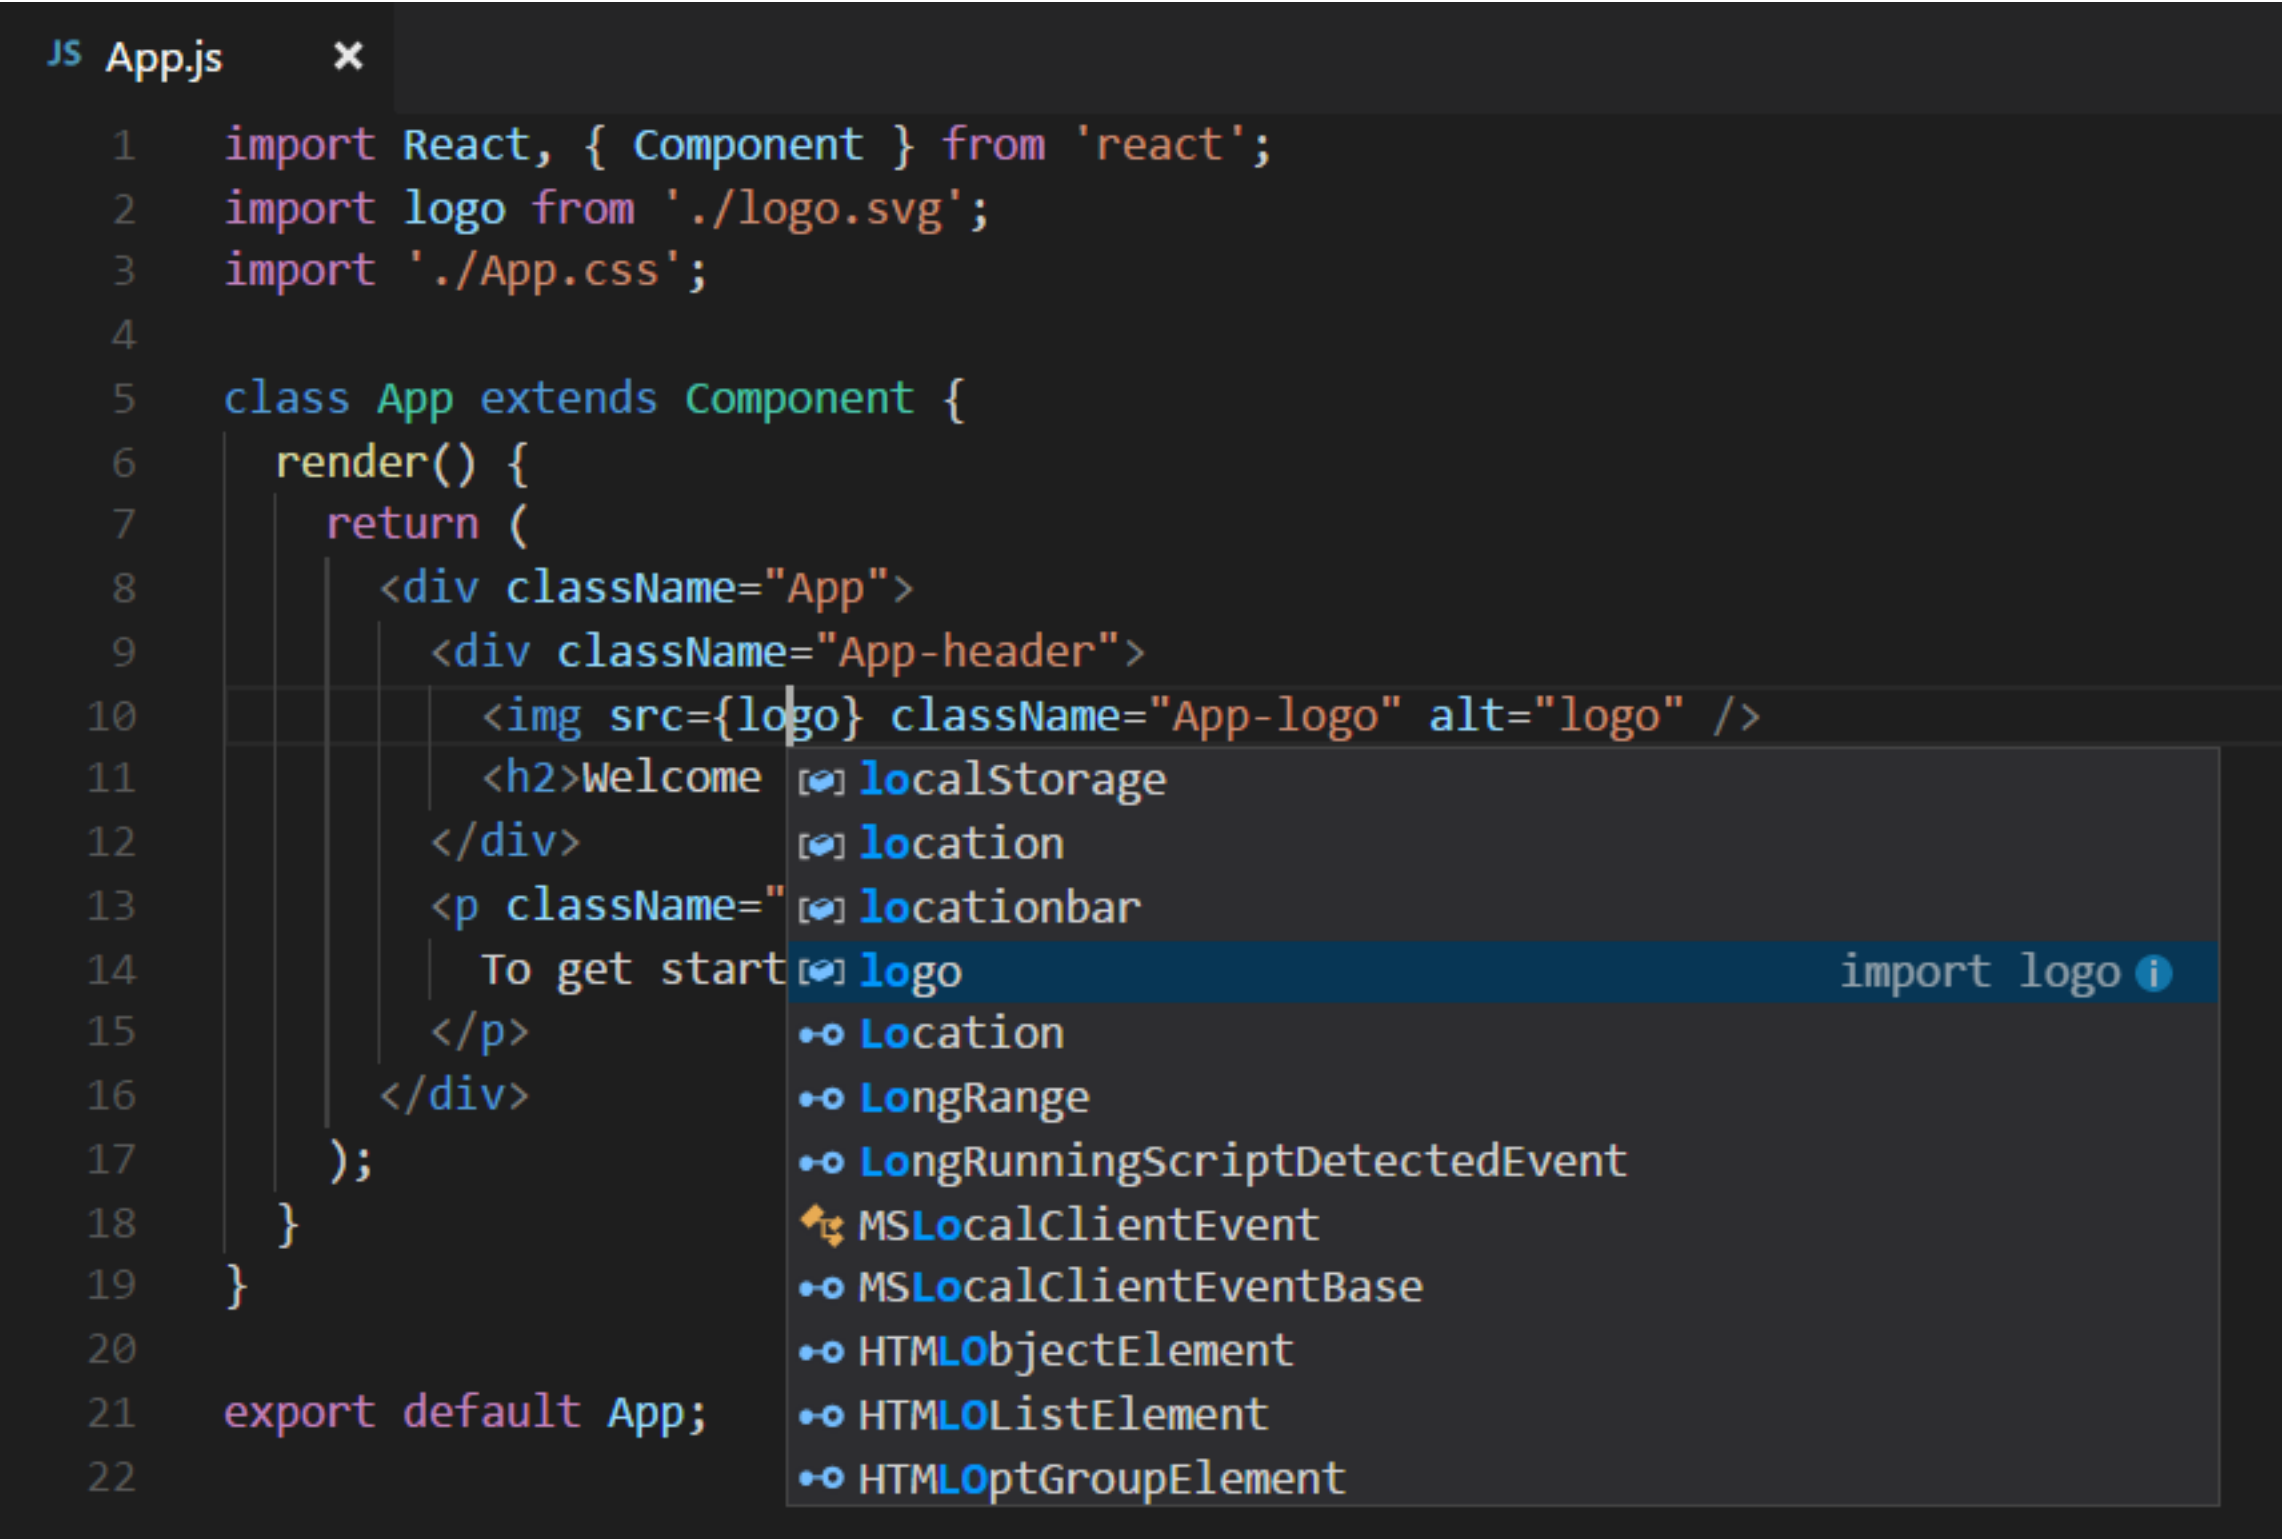 JS App.js
1 import React, { Component } from 'react';
2 import logo from './logo.svg';
3 import './App.css';
4
5 class App extends Component {
6 render() {
7 return (
8 <div className="App">
9 <div className="App-header">
10 <img src={logo} className="App-logo" alt="logo" />
11 <h2>Welcome
12 </div>
13 <p className="
14 To get start
15 </p>
16 </div>
17 );
18 }
19 }
20
21 export default App;
22
localStorage
location
locationbar
logo import logo
Location
LongRange
LongRunningScriptDetectedEvent
MSLocalClientEvent
MSLocalClientEventBase
HTMLObjectElement
HTMLOListElement
HTMLOptGroupElement